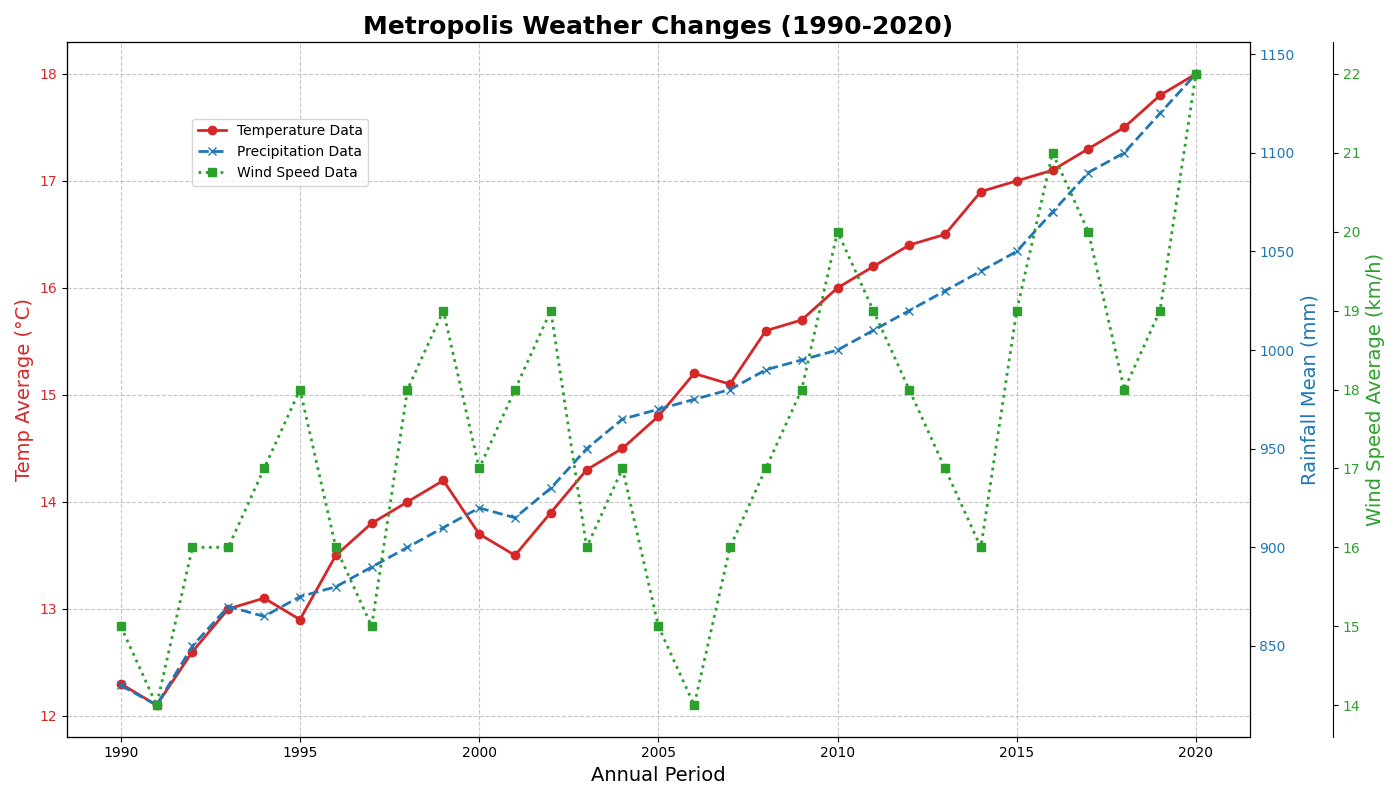 Metropolis Weather Changes (1990-2020)
Temp Average (°C)
18
17
16
15
14
13
12
Temperature Data
Precipitation Data
Wind Speed Data
1990 1995 2000 2005 2010 2015 2020
Annual Period
1150
1100
1050
1000
950
900
850
Rainfall Mean (mm)
22
21
20
19
18
17
16
15
14
Wind Speed Average (km/h)